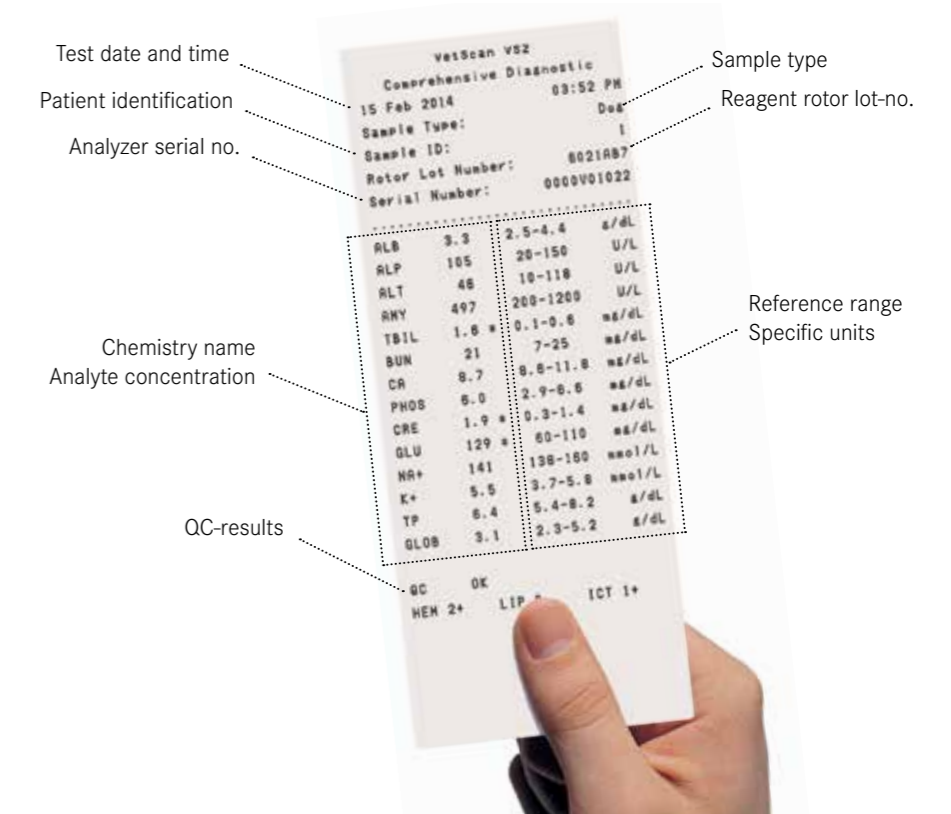 Test date and time
Patient identification
Analyzer serial no.
Chemistry name
Analyte concentration
QC-results
VetScan VS2
Comprehensive Diagnostic
15 Feb 2014 03:52 PM
Sample Type: Dog
Sample ID: 1
Rotor Lot Number:
Serial Number: 0000V01022
ALB 3.3 2.5-4.4 g/dL
ALP 105 20-150 U/L
ALT 10-118 U/L
AMY 497 200-1200 U/L
TBIL 1.6 * 0.1-0.6 mg/dL
BUN 21 7-25 mg/dL
CA 8.7 8.6-11.8 mg/dL
PHOS 6.0 2.9-6.6 mg/dL
CRE 1.9 * 0.3-1.4 mg/dL
GLU 129 * 60-110 mg/dL
NA+ 141 138-160 mmol/L
K+ 5.5 3.7-5.8 mmol/L
TP 6.4 5.4-8.2 g/dL
GLOB 3.1 2.3-5.2 g/dL
QC OK
HEM 2+ LIP ICT 1+
Sample type
Reagent rotor lot-no.
Reference range
Specific units